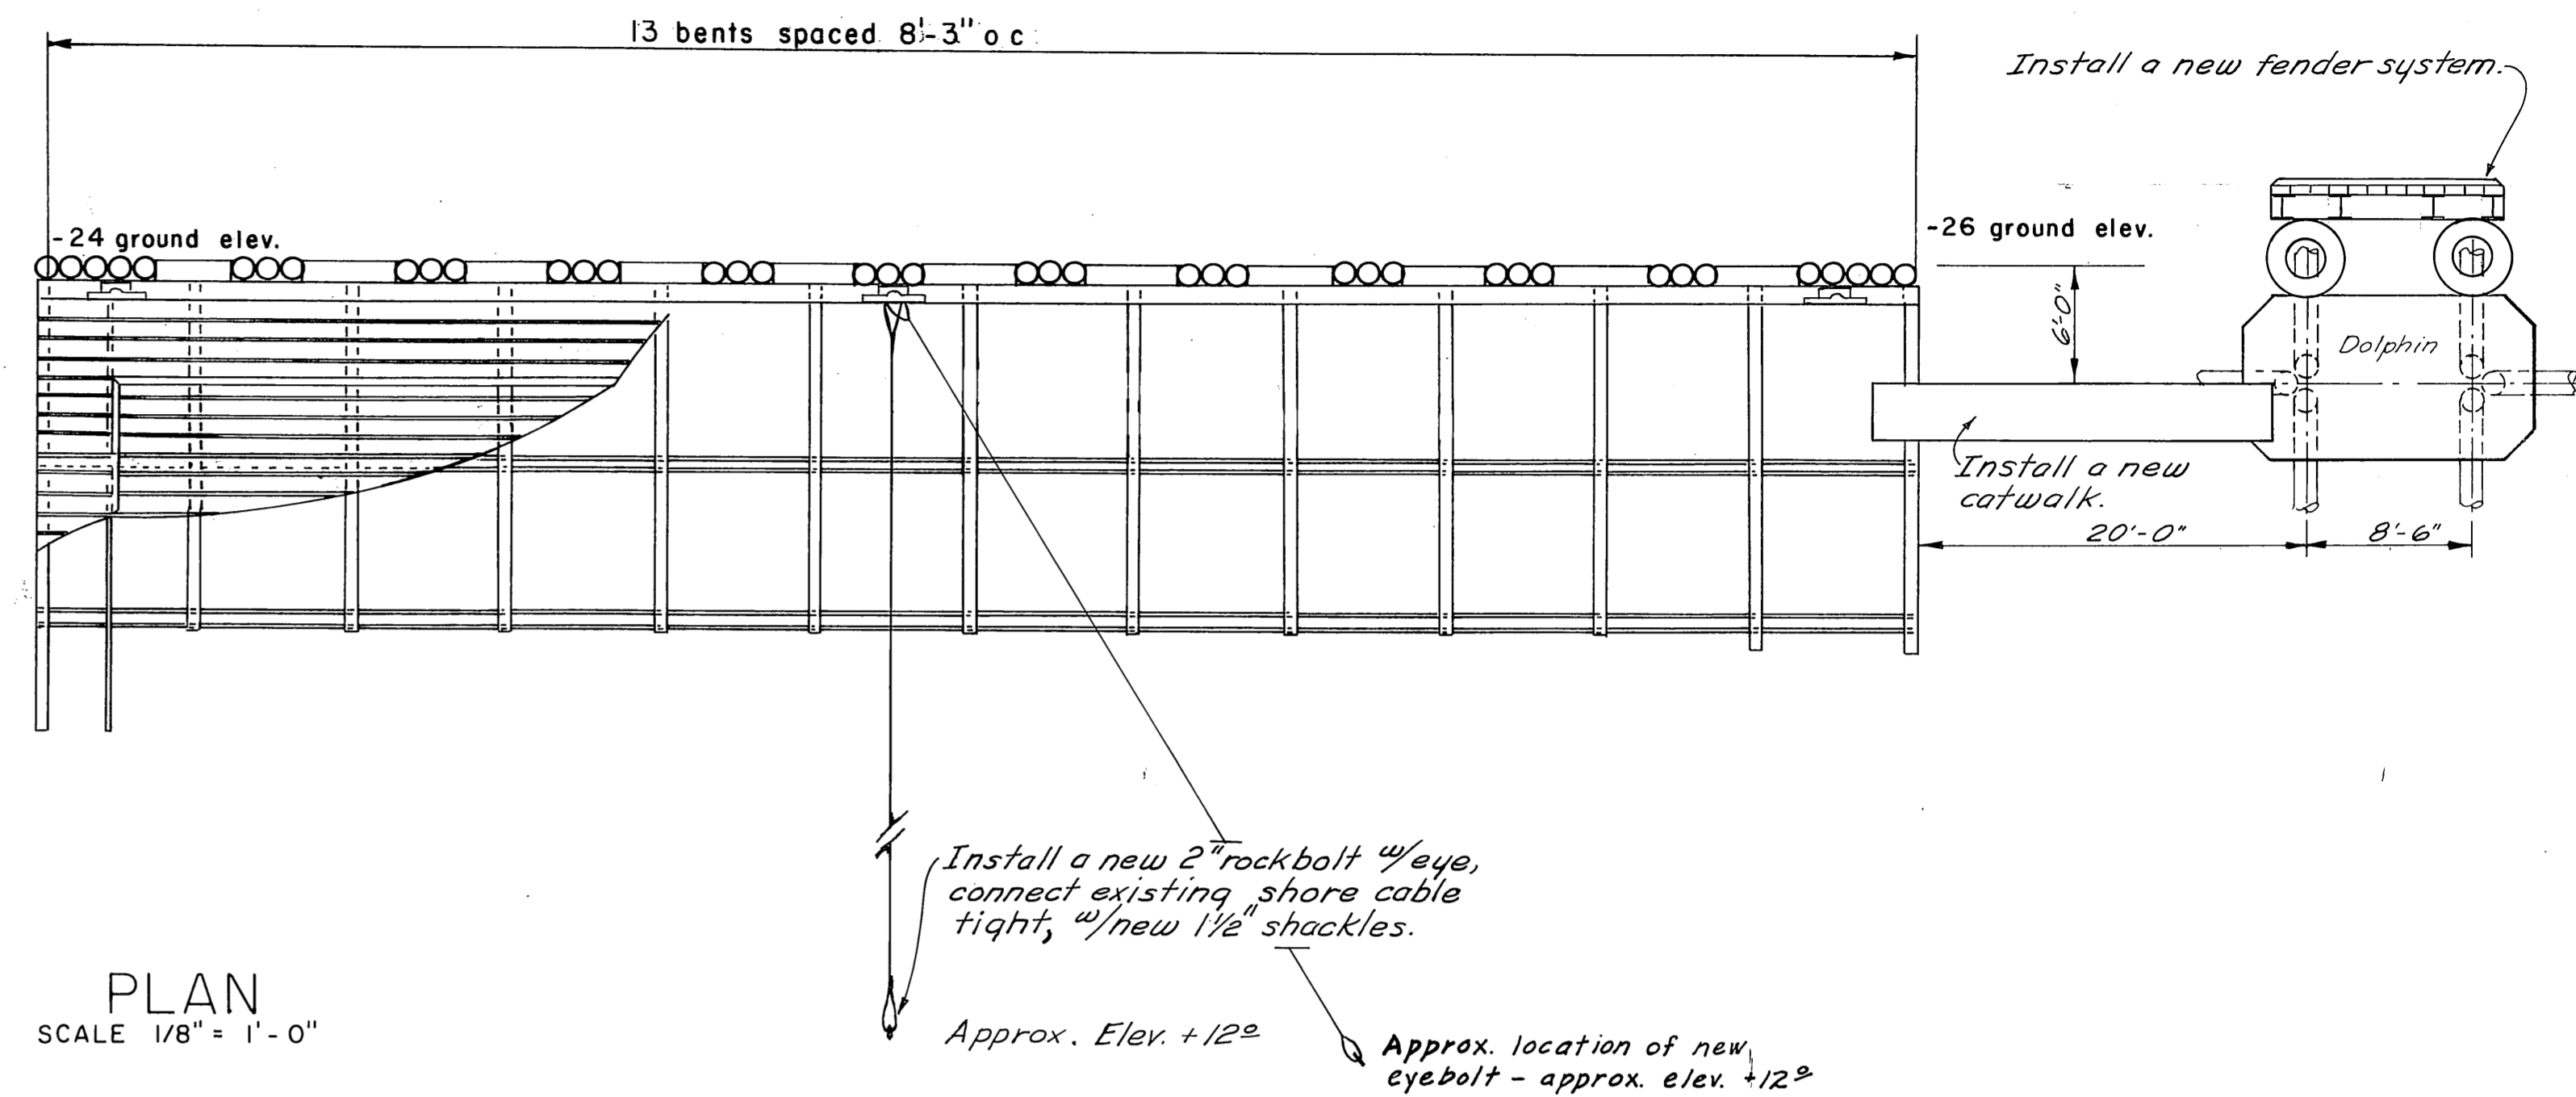 13 bents spaced 8'-3" o c
Install a new fender system.
-24 ground elev.
-26 ground elev.
6'-0"
Dolphin
Install a new
catwalk.
20'-0"
8'-6"
Install a new 2" rockbolt w/eye,
connect existing shore cable
tight, w/new 1½" shackles.
PLAN
SCALE 1/8" = 1'-0"
Approx. Elev. +12º
Approx. location of new
eyebolt - approx. elev. +12º